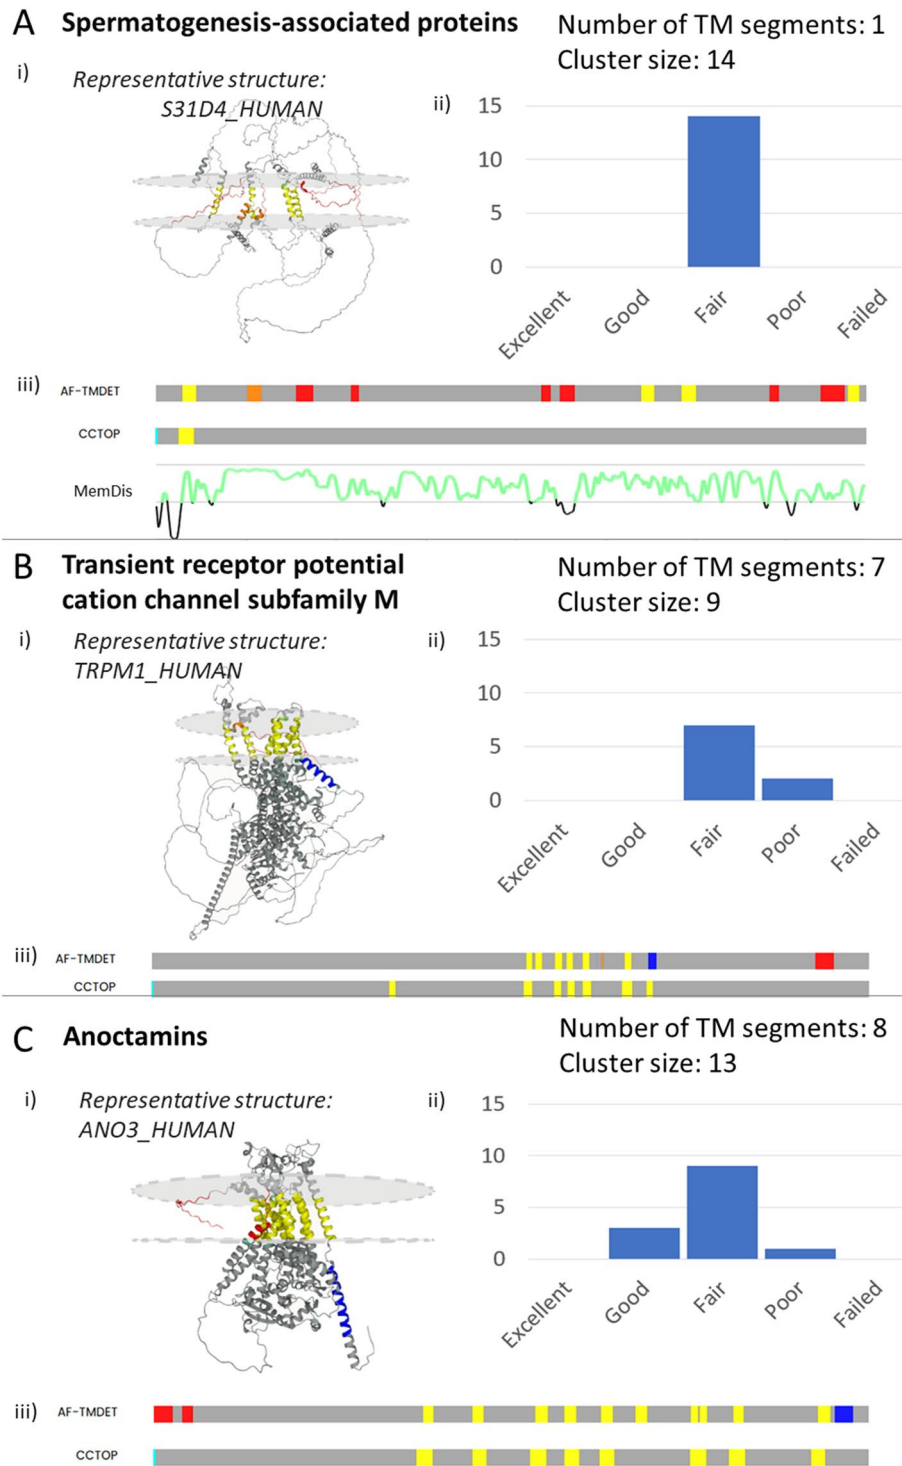 A Spermatogenesis-associated proteins
Number of TM segments: 1
Cluster size: 14
i) Representative structure:
S31D4_HUMAN
ii)
15
10
5
0
Excellent
Good
Fair
Poor
Failed
iii)
AF-TMDET
CCTOP
MemDis
B Transient receptor potential
cation channel subfamily M
Number of TM segments: 7
Cluster size: 9
i) Representative structure:
TRPM1_HUMAN
ii)
15
10
5
0
Excellent
Good
Fair
Poor
Failed
iii)
AF-TMDET
CCTOP
C Anoctamins
Number of TM segments: 8
Cluster size: 13
i) Representative structure:
ANO3_HUMAN
ii)
15
10
5
0
Excellent
Good
Fair
Poor
Failed
iii)
AF-TMDET
CCTOP